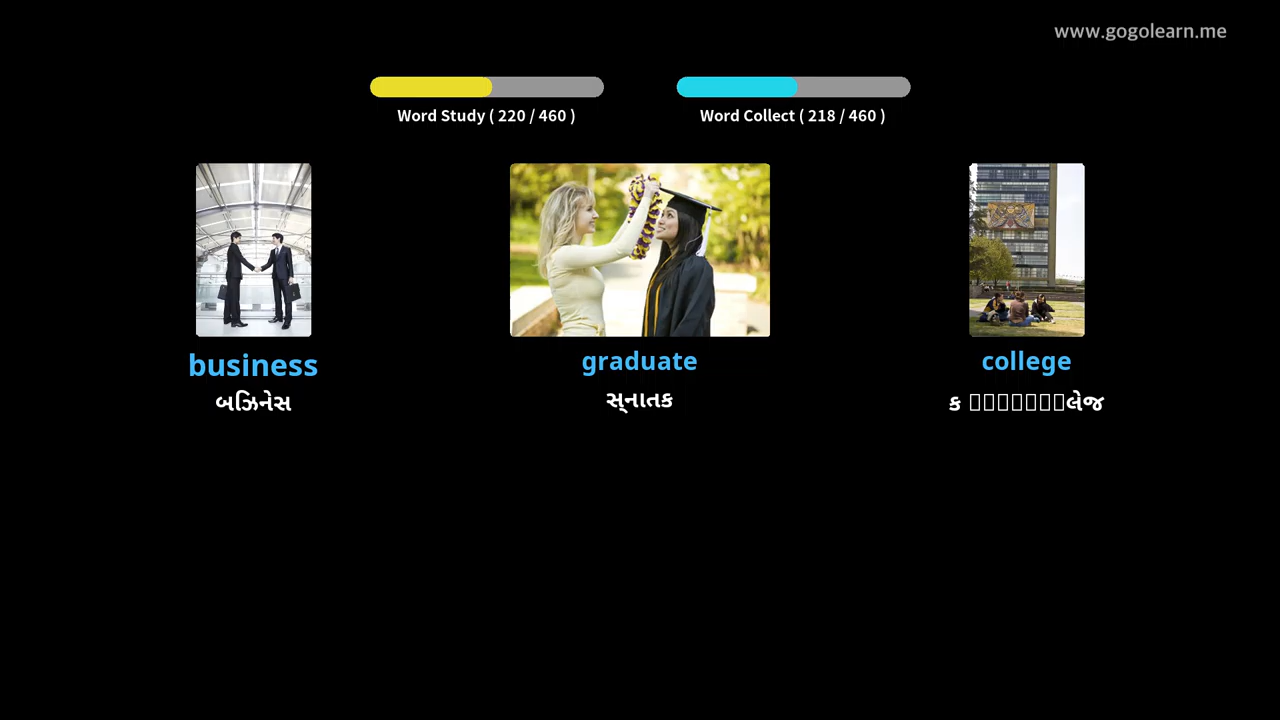 www.gogolearn.me
Word Study ( 220 / 460 )
Word Collect ( 218 / 460 )
business
graduate
college
બઝિનેસ
સ્નાતક
ક □□□□□□□લેજ